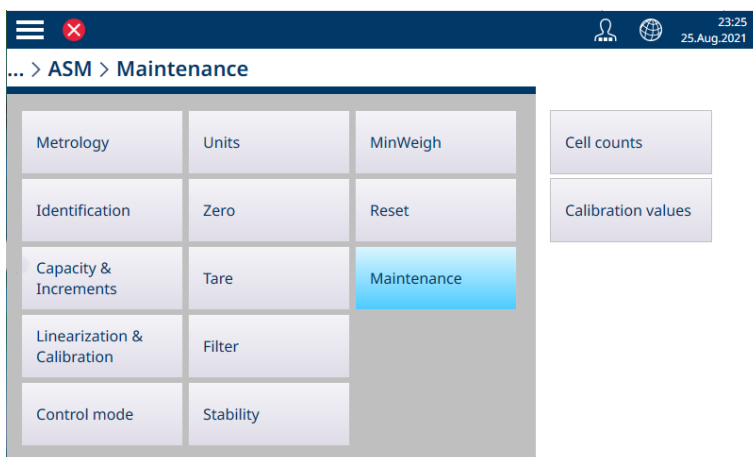 23:25
25.Aug.2021
... > ASM > Maintenance
Metrology
Units
MinWeigh
Cell counts
Identification
Zero
Reset
Calibration values
Capacity &
Increments
Tare
Maintenance
Linearization &
Calibration
Filter
Control mode
Stability